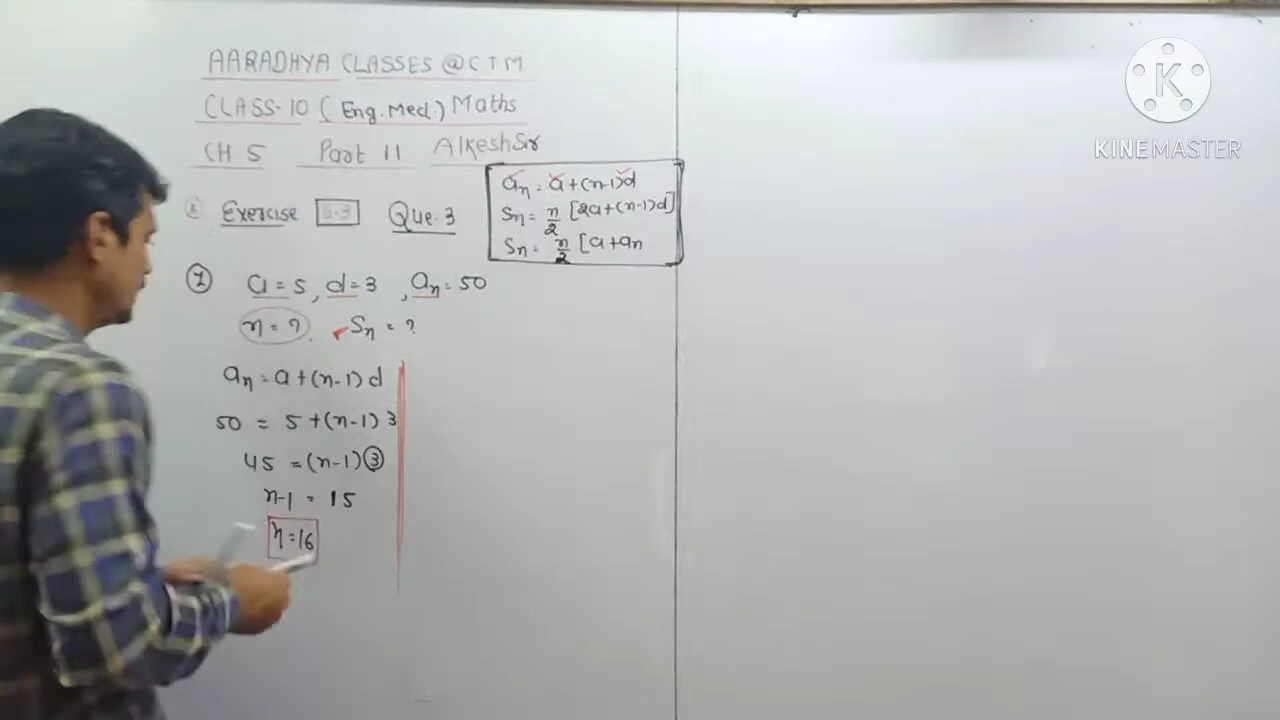 AARADHYA CLASSES @ CTM
CLASS-10 (Eng. Med.) Maths
CH 5 Part 11 Alkesh Sir
Exercise 5.3 Que. 3
an = a + (n-1)d
Sn = n/2 [2a + (n-1)d]
Sn = n/2 [a + an
1 a = 5, d = 3, an = 50
n = ?. Sn = ?
an = a + (n-1) d
50 = 5 + (n-1) 3
45 = (n-1) 3
n-1 = 15
n = 16
K
KINEMASTER